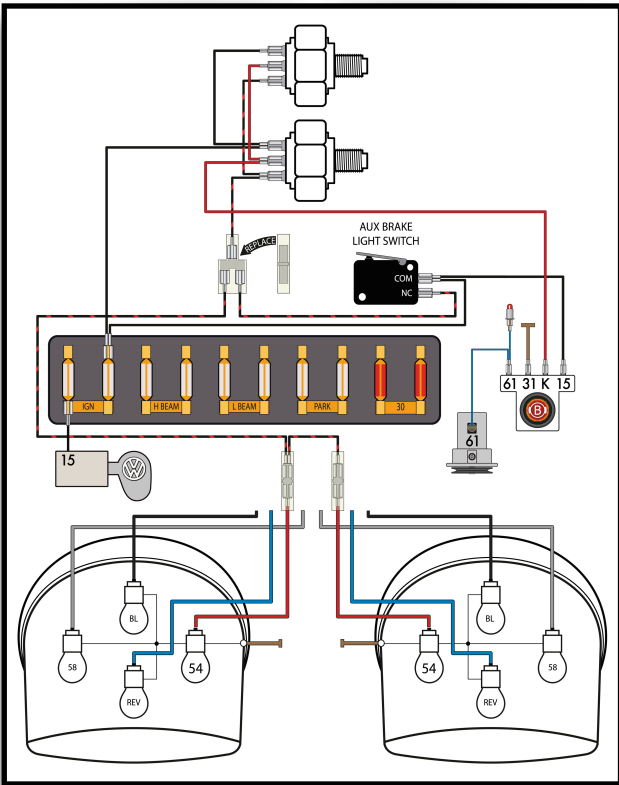 AUX BRAKE
LIGHT SWITCH
REPLACE
COM
NC
61 31 K 15
B
IGN
H BEAM
L BEAM
PARK
30
61
15
VW
BL
BL
58
54
54
58
REV
REV